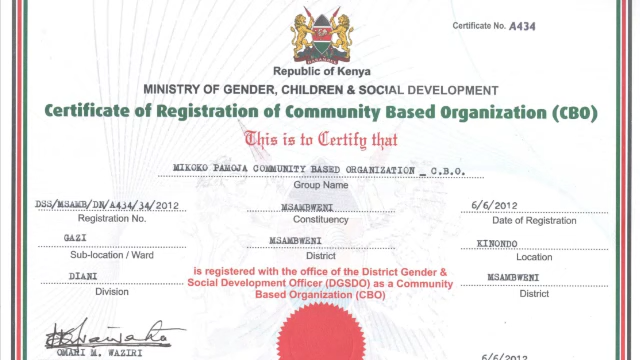 Certificate No. A434
Republic of Kenya
MINISTRY OF GENDER, CHILDREN & SOCIAL DEVELOPMENT
Certificate of Registration of Community Based Organization (CBO)
This is to Certify that
MIKOKO PAMOJA COMMUNITY BASED ORGANIZATION _ C.B.O.
Group Name
DSS/MSAMB/DN/A434/34/2012 MSAMBWENI 6/6/2012
Registration No. Constituency Date of Registration
GAZI MSAMBWENI KINONDO
Sub-location / Ward District Location
DIANI is registered with the office of the District Gender & MSAMBWENI
Division Social Development Officer (DGSDO) as a Community District
Based Organization (CBO)
OMARI M. WAZIRI 6/6/2012